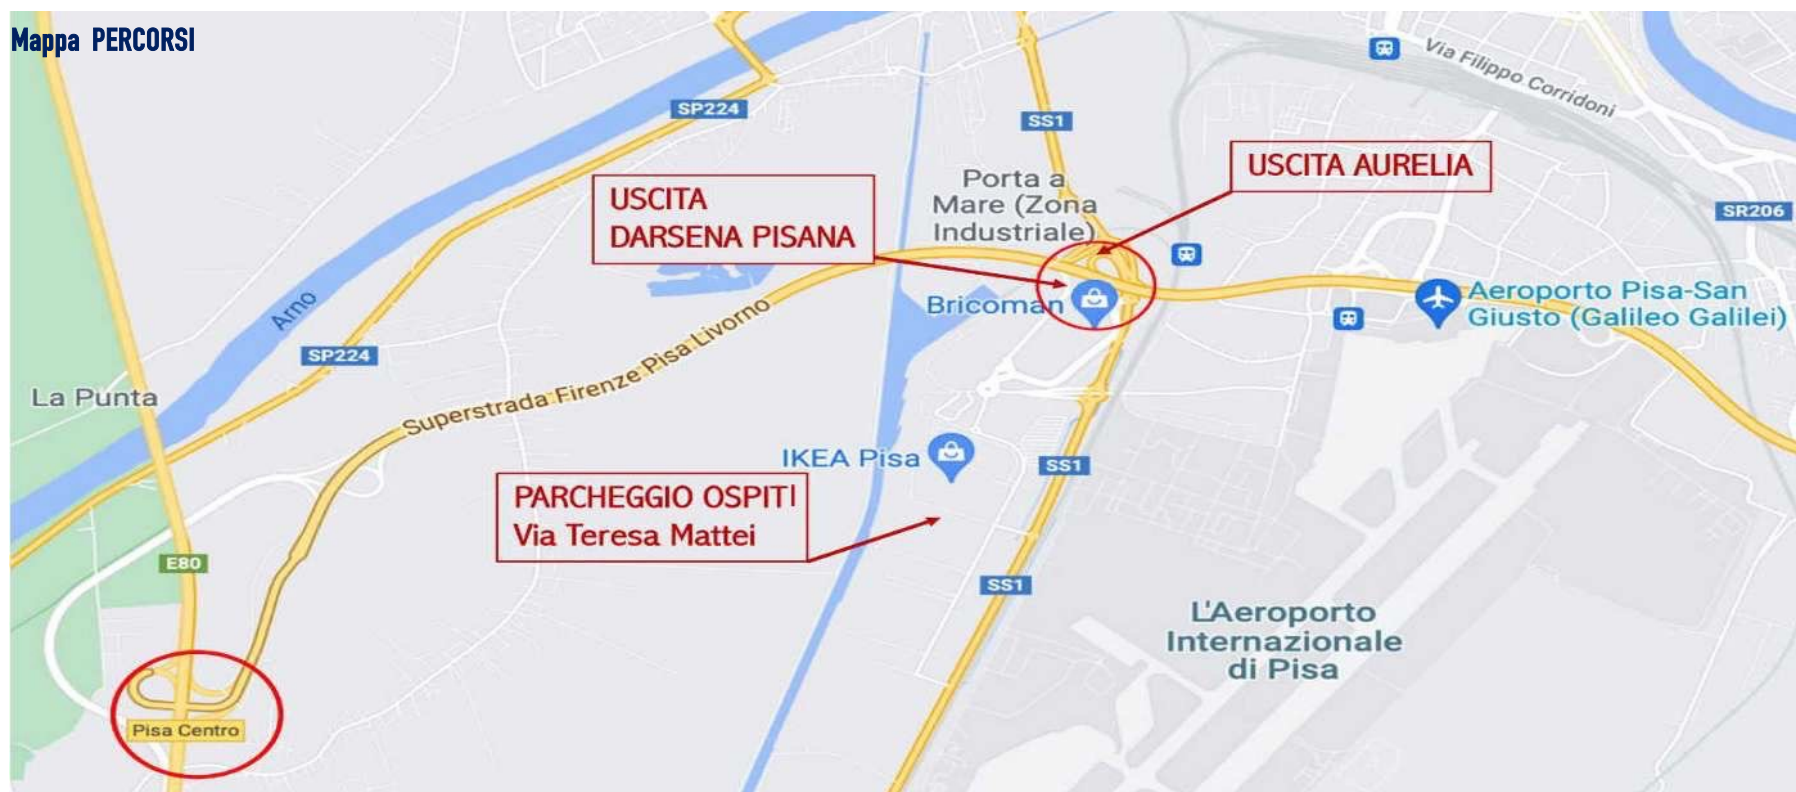 Mappa PERCORSI
Via Filippo Corridoni
SP224
SS1
USCITA AURELIA
Porta a
Mare (Zona
Industriale)
USCITA
DARSENA PISANA
SR206
Arno
Bricoman
Aeroporto Pisa-San
Giusto (Galileo Galilei)
SP224
Superstrada Firenze Pisa Livorno
La Punta
IKEA Pisa
SS1
PARCHEGGIO OSPITI
Via Teresa Mattei
E80
SS1
L'Aeroporto
Internazionale
di Pisa
Pisa Centro